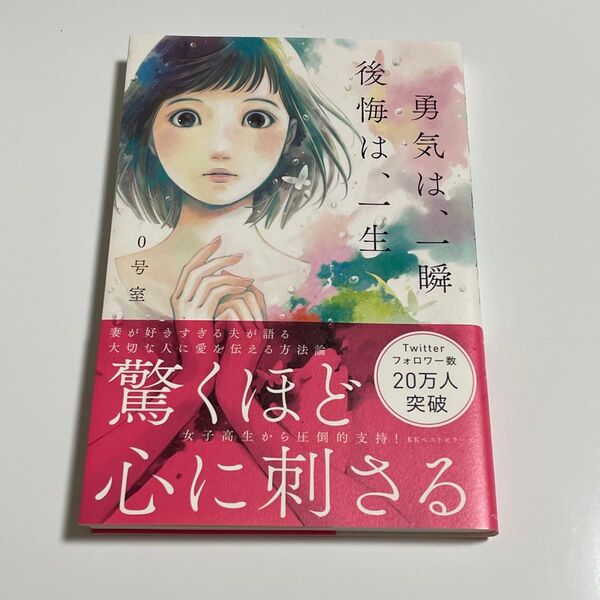 勇気は、一瞬
後悔は、一生
0号室
妻が好きすぎる夫が語る
大切な人に愛を伝える方法論
驚くほど
女子高生から圧倒的支持!
KKベストセラーズ
心に刺さる
Twitter
フォロワー数
20万人
突破